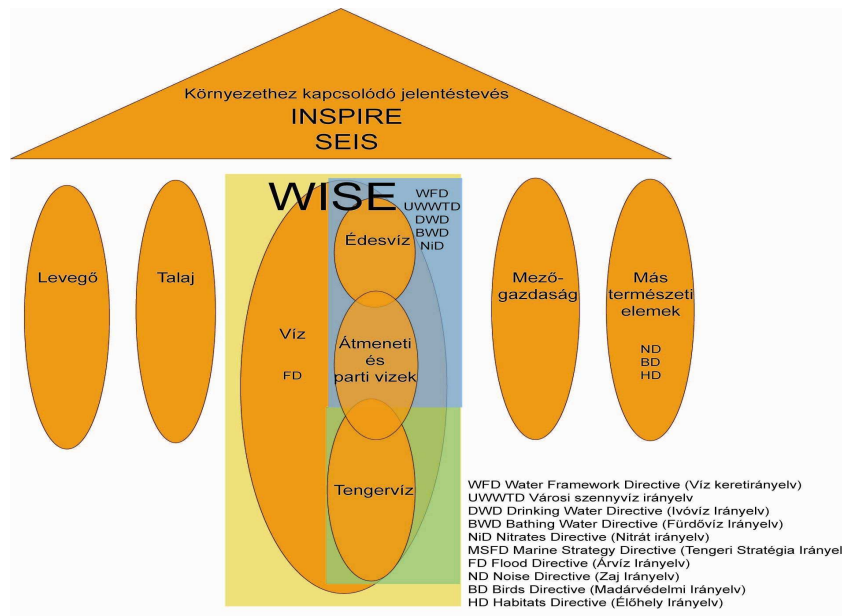 Környezethez kapcsolódó jelentéstevés
INSPIRE
SEIS
WISE
WFD
UWWTD
DWD
BWD
NiD
Levegő
Talaj
Víz
FD
Édesvíz
Átmeneti
és
parti vizek
Tengervíz
Mező-
gazdaság
Más
természeti
elemek
ND
BD
HD
WFD Water Framework Directive (Víz keretirányelv)
UWWTD Városi szennyvíz irányelv
DWD Drinking Water Directive (Ivóvíz Irányelv)
BWD Bathing Water Directive (Fürdővíz Irányelv)
NiD Nitrates Directive (Nitrát irányelv)
MSFD Marine Strategy Directive (Tengeri Stratégia Irányel
FD Flood Directive (Árvíz Irányelv)
ND Noise Directive (Zaj Irányelv)
BD Birds Directive (Madárvédelmi Irányelv)
HD Habitats Directive (Élőhely Irányelv)